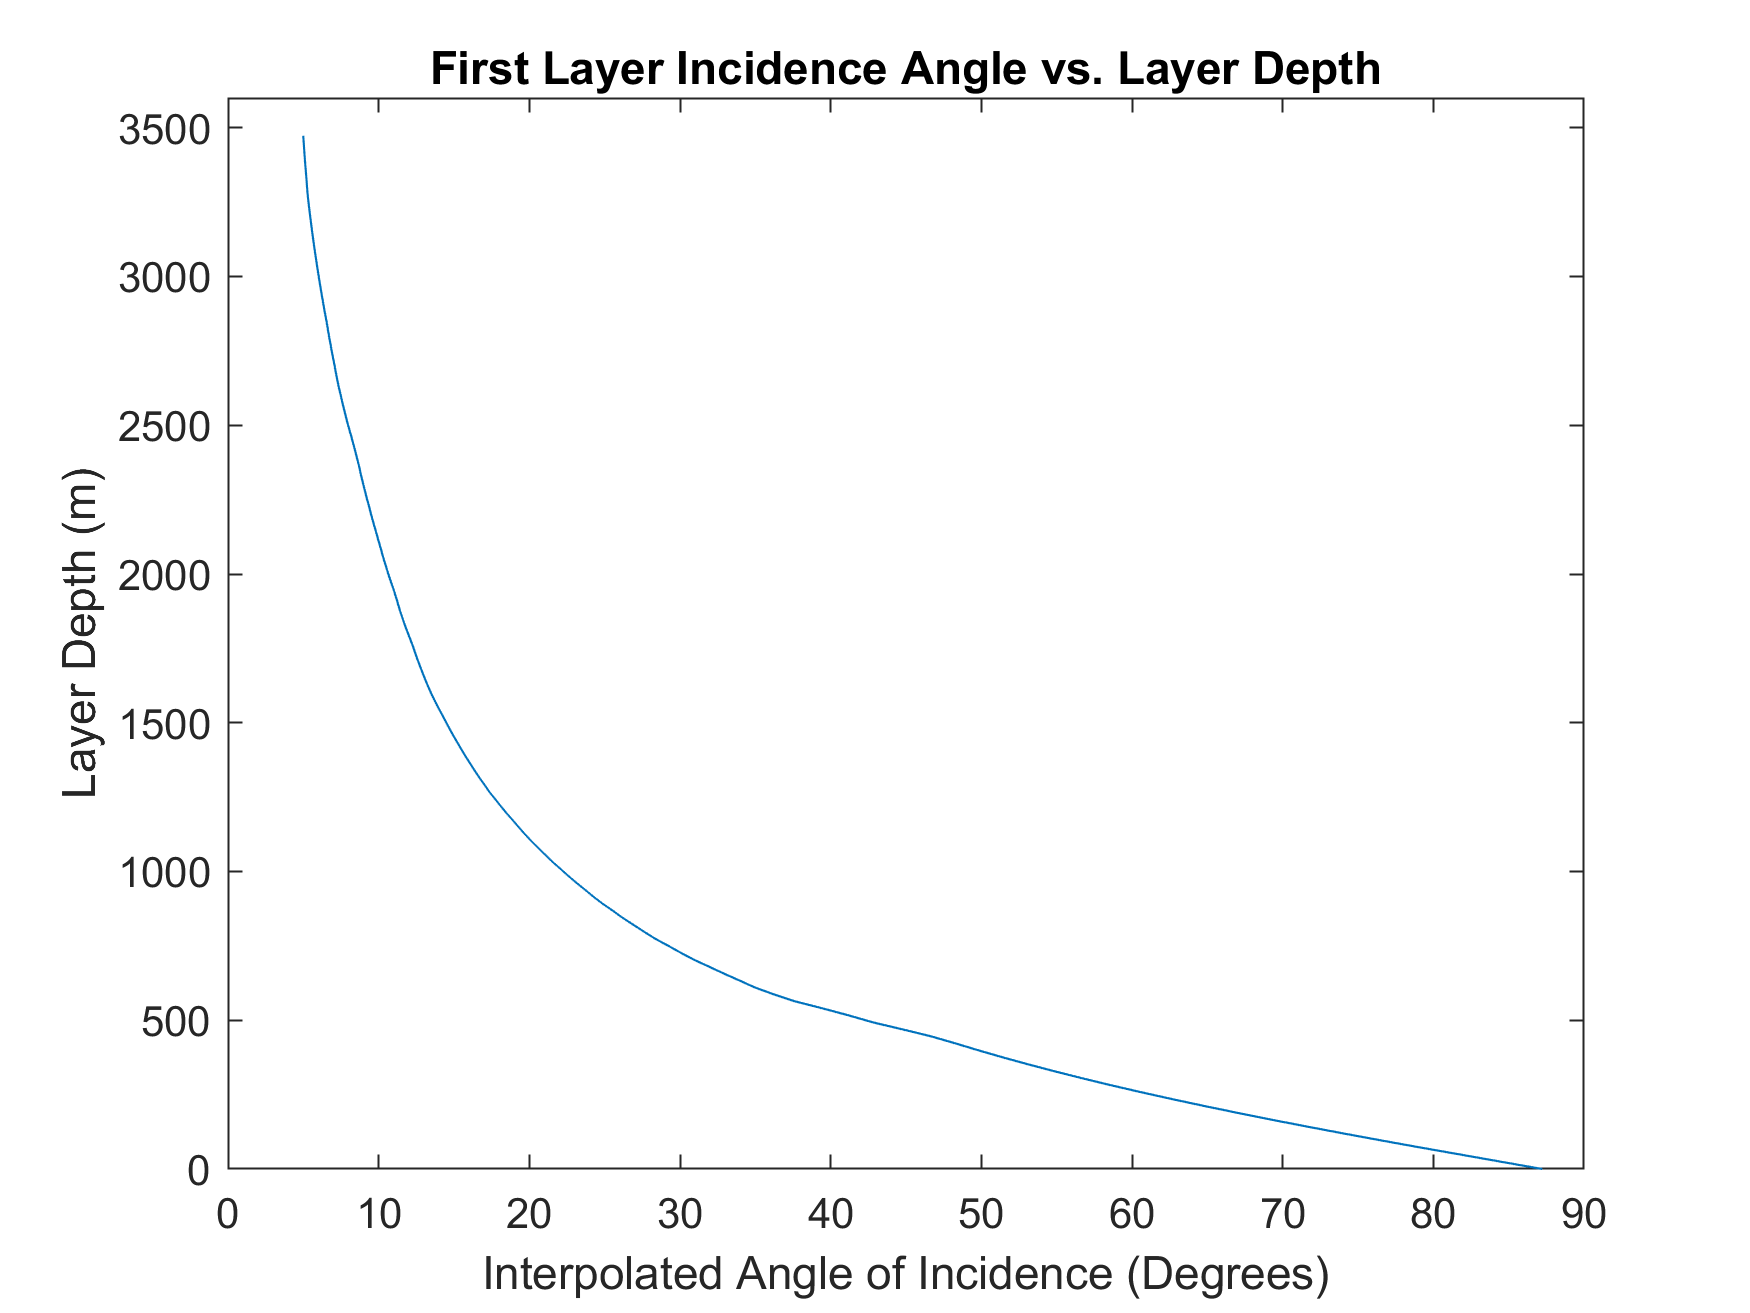 First Layer Incidence Angle vs. Layer Depth
3500
3000
2500
2000
1500
1000
500
0
Layer Depth (m)
0 10 20 30 40 50 60 70 80 90
Interpolated Angle of Incidence (Degrees)